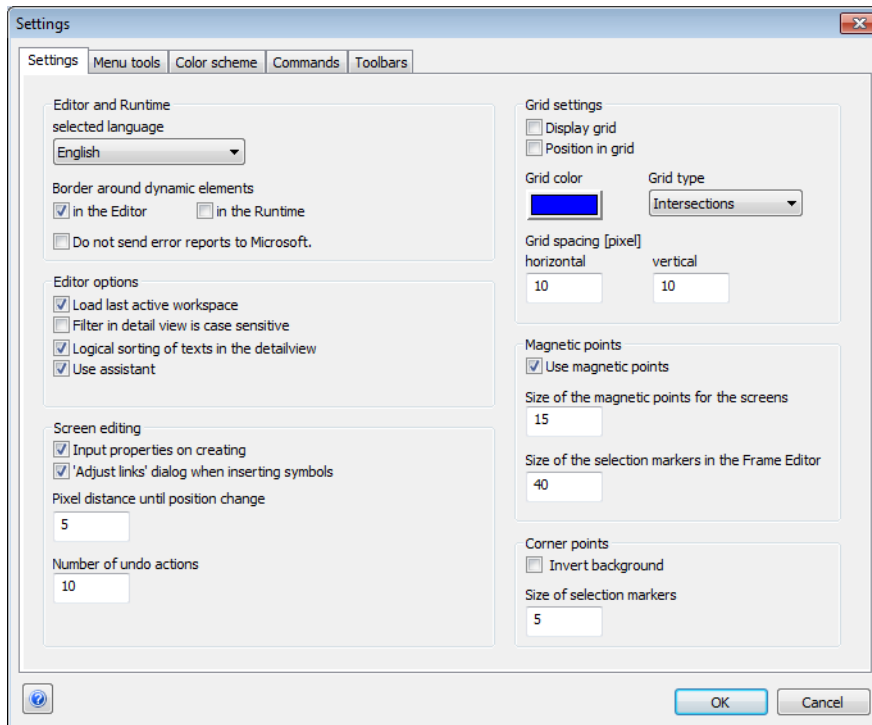 Settings
Settings Menu tools Color scheme Commands Toolbars
Editor and Runtime
selected language
English
Border around dynamic elements
in the Editor in the Runtime
Do not send error reports to Microsoft.
Editor options
Load last active workspace
Filter in detail view is case sensitive
Logical sorting of texts in the detailview
Use assistant
Screen editing
Input properties on creating
'Adjust links' dialog when inserting symbols
Pixel distance until position change
5
Number of undo actions
10
Grid settings
Display grid
Position in grid
Grid color Grid type
Intersections
Grid spacing [pixel]
horizontal vertical
10 10
Magnetic points
Use magnetic points
Size of the magnetic points for the screens
15
Size of the selection markers in the Frame Editor
40
Corner points
Invert background
Size of selection markers
5
OK Cancel